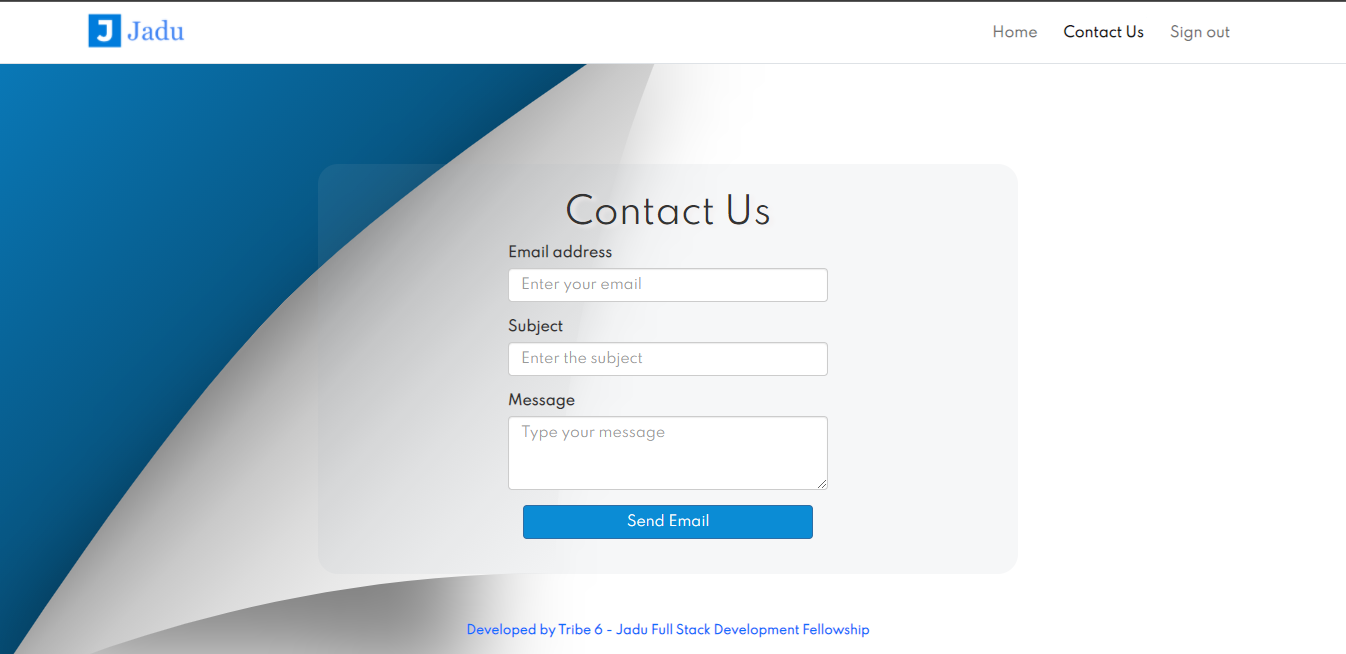 J Jadu
Home Contact Us Sign out
Contact Us
Email address
Enter your email
Subject
Enter the subject
Message
Type your message
Send Email
Developed by Tribe 6 - Jadu Full Stack Development Fellowship